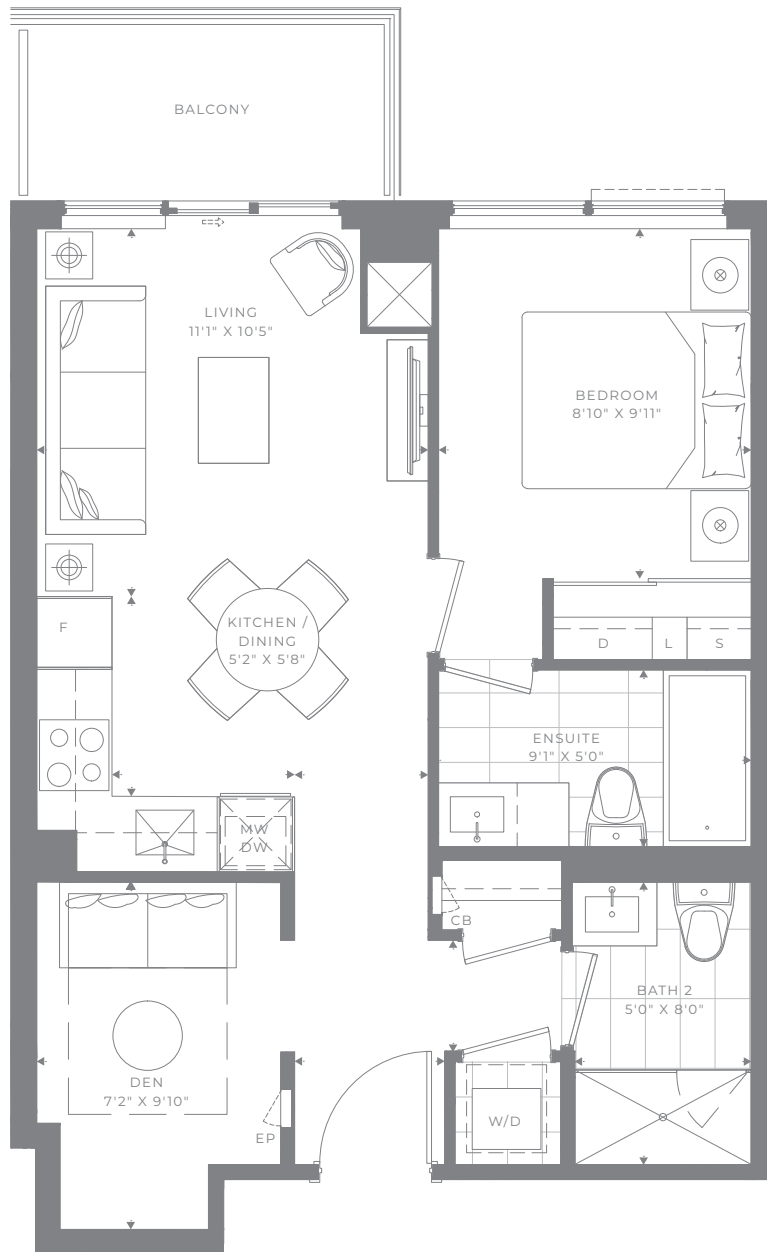 BALCONY
LIVING
11'1" X 10'5"
BEDROOM
8'10" X 9'11"
F
KITCHEN /
DINING
5'2" X 5'8"
D
L
S
ENSUITE
9'1" X 5'0"
MW
DW
CB
BATH 2
5'0" X 8'0"
DEN
7'2" X 9'10"
W/D
EP